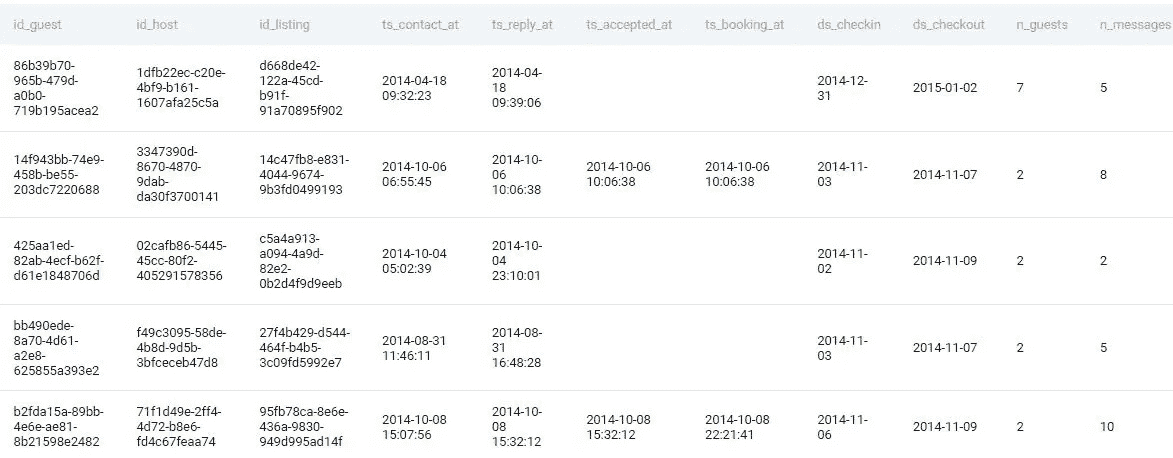 id_guest id_host id_listing ts_contact_at ts_reply_at ts_accepted_at ts_booking_at ds_checkin ds_checkout n_guests n_messages
86b39b70-
965b-479d-
a0b0-
719b195acea2
1dfb22ec-c20e-
4bf9-b161-
1607afa25c5a
d668de42-
122a-45cd-
b91f-
91a70895f902
2014-04-18
09:32:23
2014-04-
18
09:39:06
2014-12-
31
2015-01-02
7
5
14f943bb-74e9-
458b-be55-
203dc7220688
3347390d-
8670-4870-
9dab-
da30f3700141
14c47fb8-e831-
4044-9674-
9b3fd0499193
2014-10-06
06:55:45
2014-10-
06
10:06:38
2014-10-06
10:06:38
2014-10-06
10:06:38
2014-11-
03
2014-11-07
2
8
425aa1ed-
82ab-4ecf-b62f-
d61e1848706d
02cafb86-5445-
45cc-80f2-
405291578356
c5a4a913-
a094-4a9d-
82e2-
0b2d4f9d9eeb
2014-10-04
05:02:39
2014-10-
04
23:10:01
2014-11-
02
2014-11-09
2
2
bb490ede-
8a70-4d61-
a2e8-
625855a393e2
f49c3095-58de-
4b8d-9d5b-
3bfceceb47d8
27f4b429-d544-
464f-b4b5-
3c09fd5992e7
2014-08-31
11:46:11
2014-08-
31
16:48:28
2014-11-
03
2014-11-07
2
5
b2fda15a-89bb-
4e6e-ae81-
8b21598e2482
71f1d49e-2ff4-
4d72-b8e6-
fd4c67feaa74
95fb78ca-8e6e-
436a-9830-
949d995ad14f
2014-10-08
15:07:56
2014-10-
08
15:32:12
2014-10-08
15:32:12
2014-10-08
22:21:41
2014-11-
06
2014-11-09
2
10